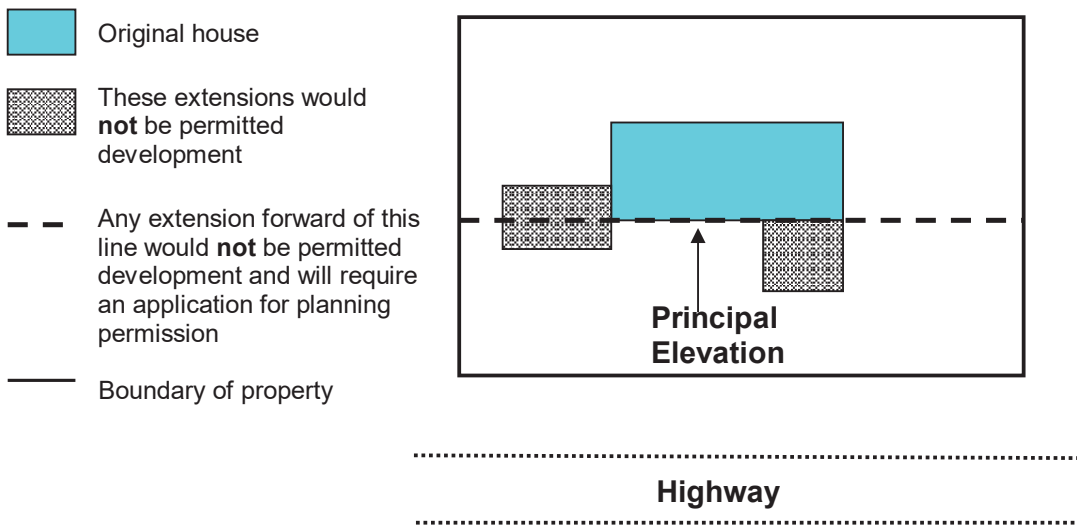 Original house
These extensions would
not be permitted
development
Any extension forward of this
line would not be permitted
development and will require
an application for planning
permission
Boundary of property
Principal
Elevation
Highway